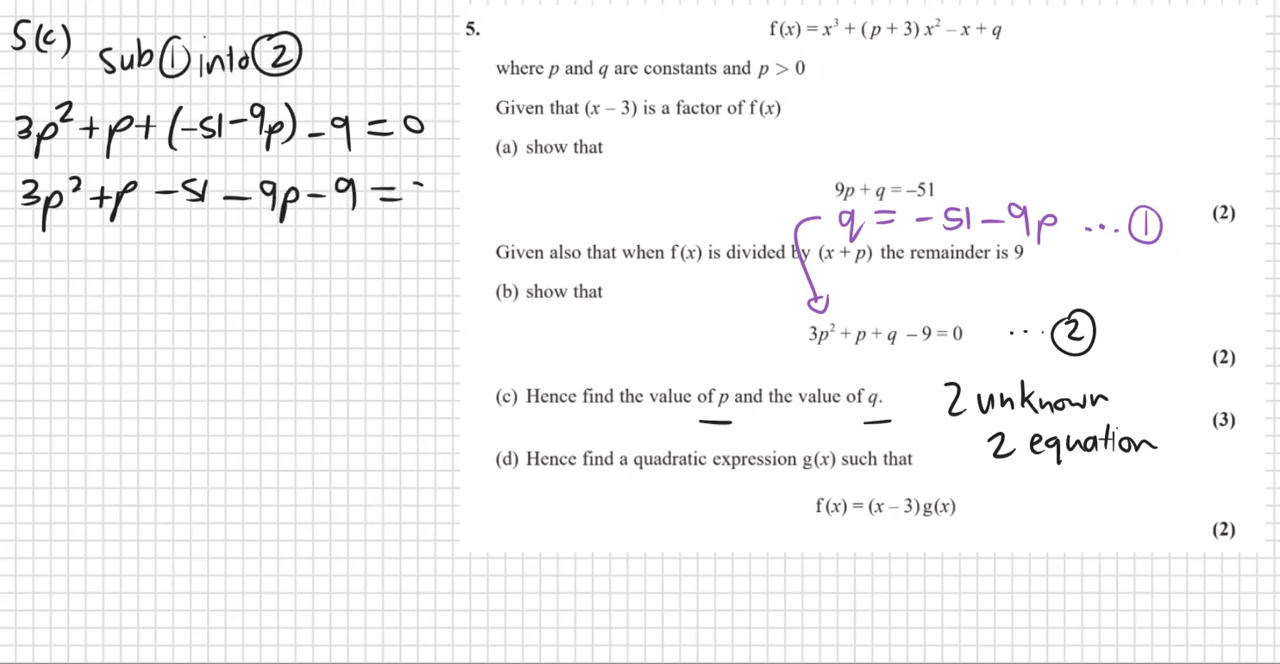 5(c) Sub ① into ②
3p² + p + (-51 - 9p) - 9 = 0
3p² + p - 51 - 9p - 9 =
5. f(x) = x³ + (p + 3) x² – x + q
where p and q are constants and p > 0
Given that (x – 3) is a factor of f(x)
(a) show that
9p + q = –51
(2)
q = -51 - 9p ... ①
Given also that when f(x) is divided by (x + p) the remainder is 9
(b) show that
3p² + p + q – 9 = 0 ... ②
(2)
(c) Hence find the value of p and the value of q.
(3)
2 unknown
2 equation
(d) Hence find a quadratic expression g(x) such that
f(x) = (x – 3)g(x)
(2)